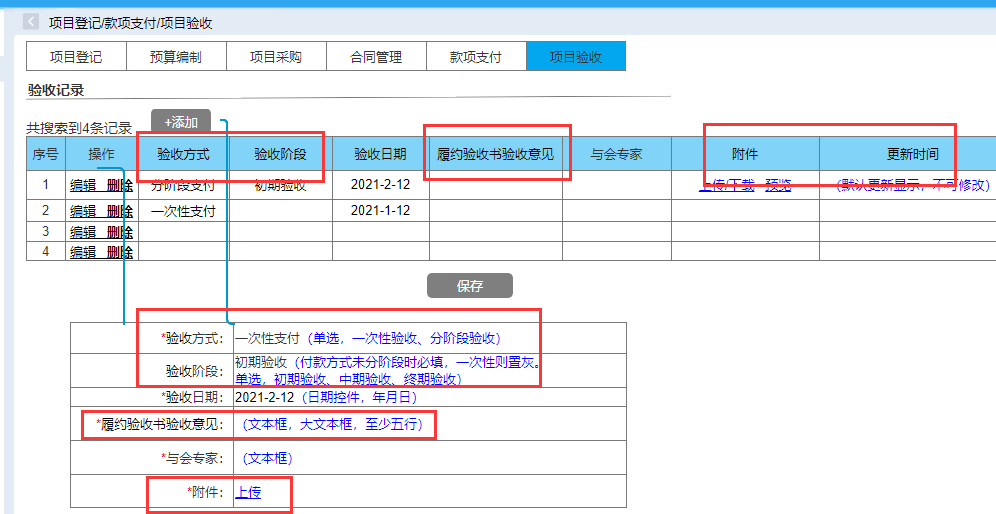 项目登记/款项支付/项目验收
项目登记 预算编制 项目采购 合同管理 款项支付 项目验收
验收记录
共搜索到4条记录 +添加
序号 操作 验收方式 验收阶段 验收日期 履约验收书验收意见 与会专家 附件 更新时间
1 编辑 删除 分阶段支付 初期验收 2021-2-12 上传/下载 预览 （默认更新显示，不可修改）
2 编辑 删除 一次性支付 2021-1-12
3 编辑 删除
4 编辑 删除
保存
*验收方式： 一次性支付（单选，一次性验收、分阶段验收）
验收阶段： 初期验收（付款方式未分阶段时必填，一次性则置灰。
单选，初期验收、中期验收、终期验收）
*验收日期： 2021-2-12（日期控件，年月日）
*履约验收书验收意见： （文本框，大文本框，至少五行）
*与会专家： （文本框）
*附件： 上传